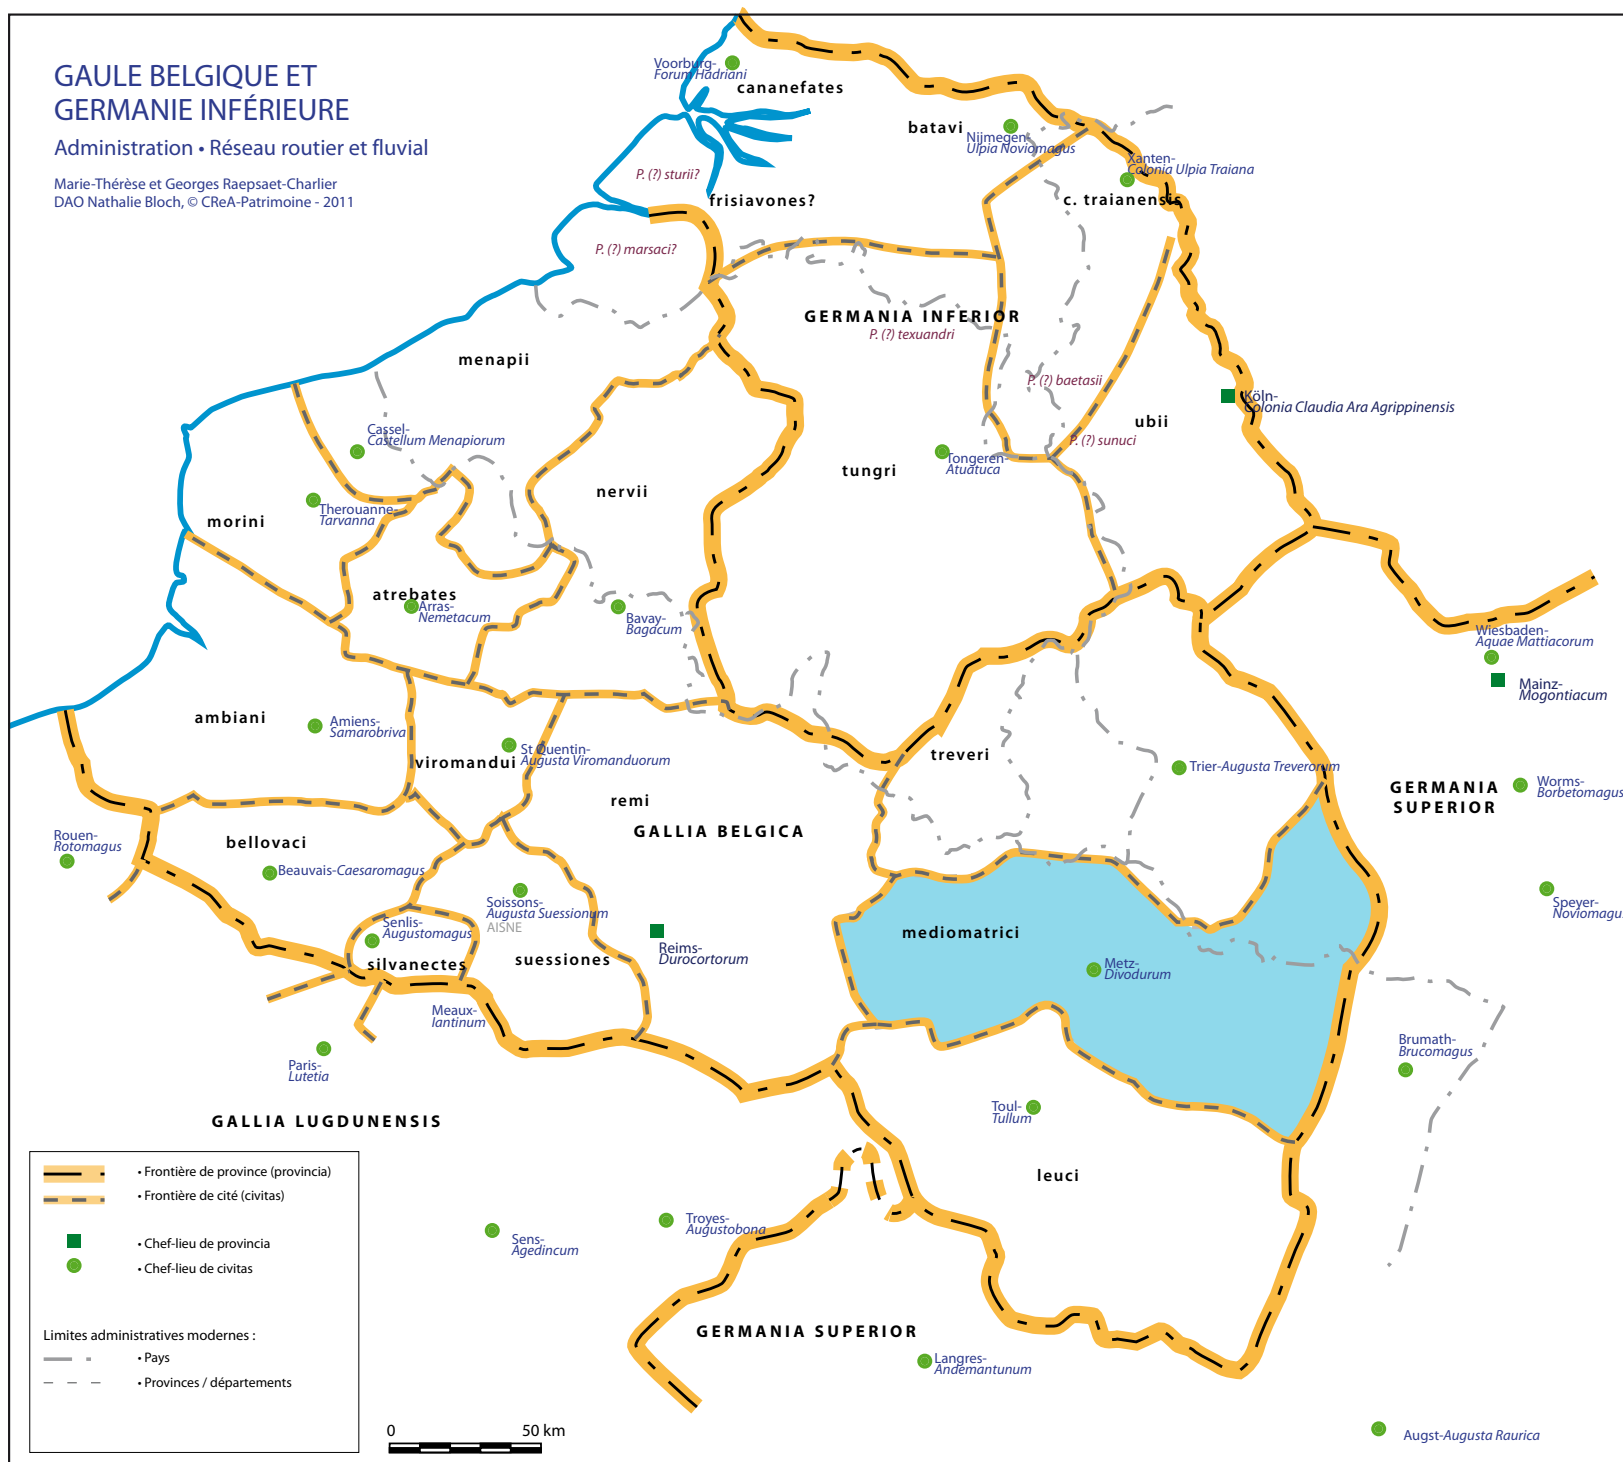 GAULE BELGIQUE ET
GERMANIE INFÉRIEURE
Administration • Réseau routier et fluvial
Marie-Thérèse et Georges Raepsaet-Charlier
DAO Nathalie Bloch, © CReA-Patrimoine - 2011
Voorburg-
Forum Hadriani
cananefates
batavi
Nijmegen-
Ulpia Noviomagus
Xanten-
Colonia Ulpia Traiana
c. traianensis
P. (?) sturii?
frisiavones?
P. (?) marsaci?
GERMANIA INFERIOR
P. (?) texuandri
menapii
P. (?) baetasii
Köln-
Colonia Claudia Ara Agrippinensis
ubii
P. (?) sunuci
Cassel-
Castellum Menapiorum
Tongeren-
Atuatuca
tungri
nervii
Therouanne-
Tarvanna
morini
atrebates
Arras-
Nemetacum
Bavay-
Bagacum
Wiesbaden-
Aquae Mattiacorum
Mainz-
Mogontiacum
ambiani
Amiens-
Samarobriva
viromandui
St Quentin-
Augusta Viromanduorum
treveri
Trier-Augusta Treverorum
GERMANIA
SUPERIOR
Worms-
Borbetomagus
remi
GALLIA BELGICA
Rouen-
Rotomagus
bellovaci
Beauvais-Caesaromagus
Soissons-
Augusta Suessionum
AISNE
Senlis-
Augustomagus
silvanectes
suessiones
Reims-
Durocortorum
mediomatrici
Metz-
Divodurum
Speyer-
Noviomagus
Meaux-
Iantinum
Paris-
Lutetia
Brumath-
Brucomagus
Toul-
Tullum
GALLIA LUGDUNENSIS
leuci
Troyes-
Augustobona
Sens-
Agedincum
GERMANIA SUPERIOR
Langres-
Andemantunum
Augst-Augusta Raurica
• Frontière de province (provincia)
• Frontière de cité (civitas)
• Chef-lieu de provincia
• Chef-lieu de civitas
Limites administratives modernes :
• Pays
• Provinces / départements
0 50 km